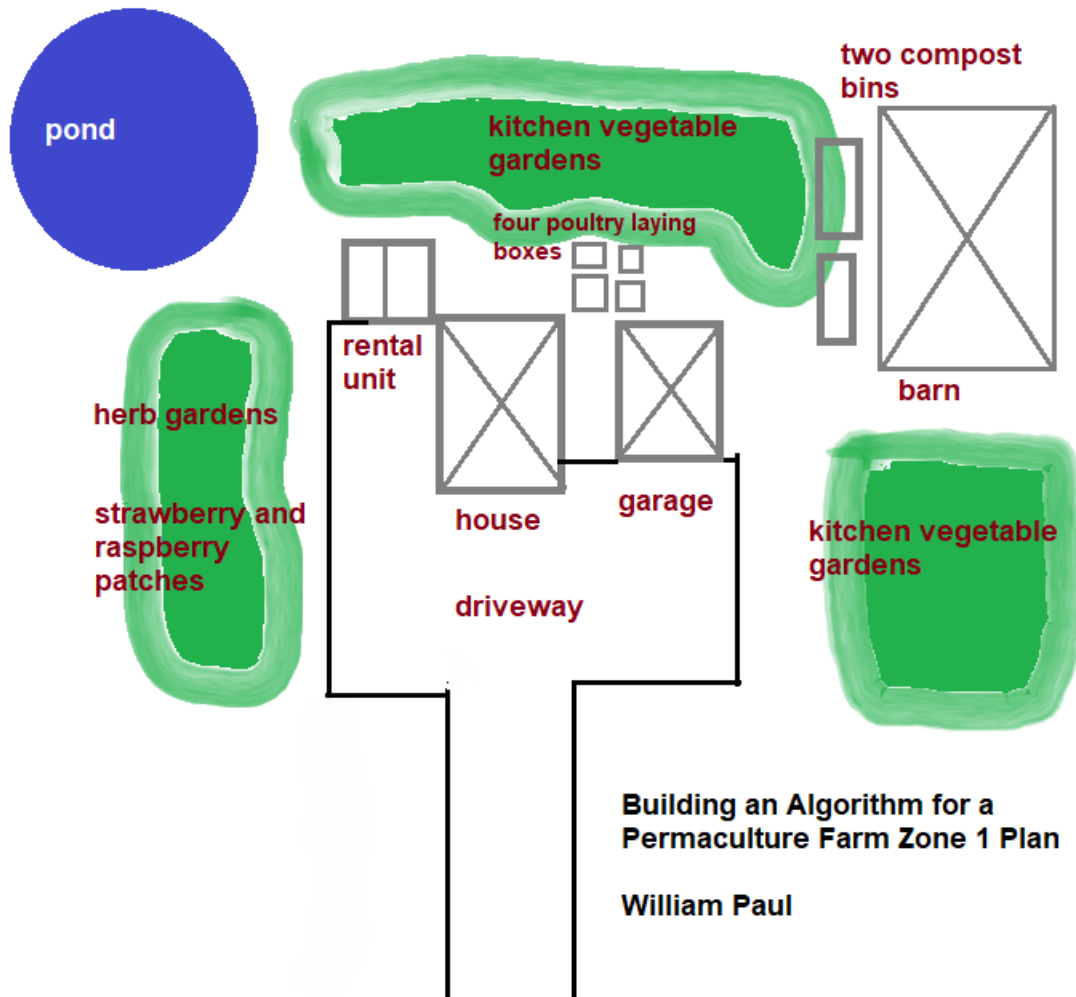 two compost
bins
pond
kitchen vegetable
gardens
four poultry laying
boxes
rental
unit
barn
herb gardens
house
garage
strawberry and
raspberry
patches
kitchen vegetable
gardens
driveway
Building an Algorithm for a
Permaculture Farm Zone 1 Plan
William Paul